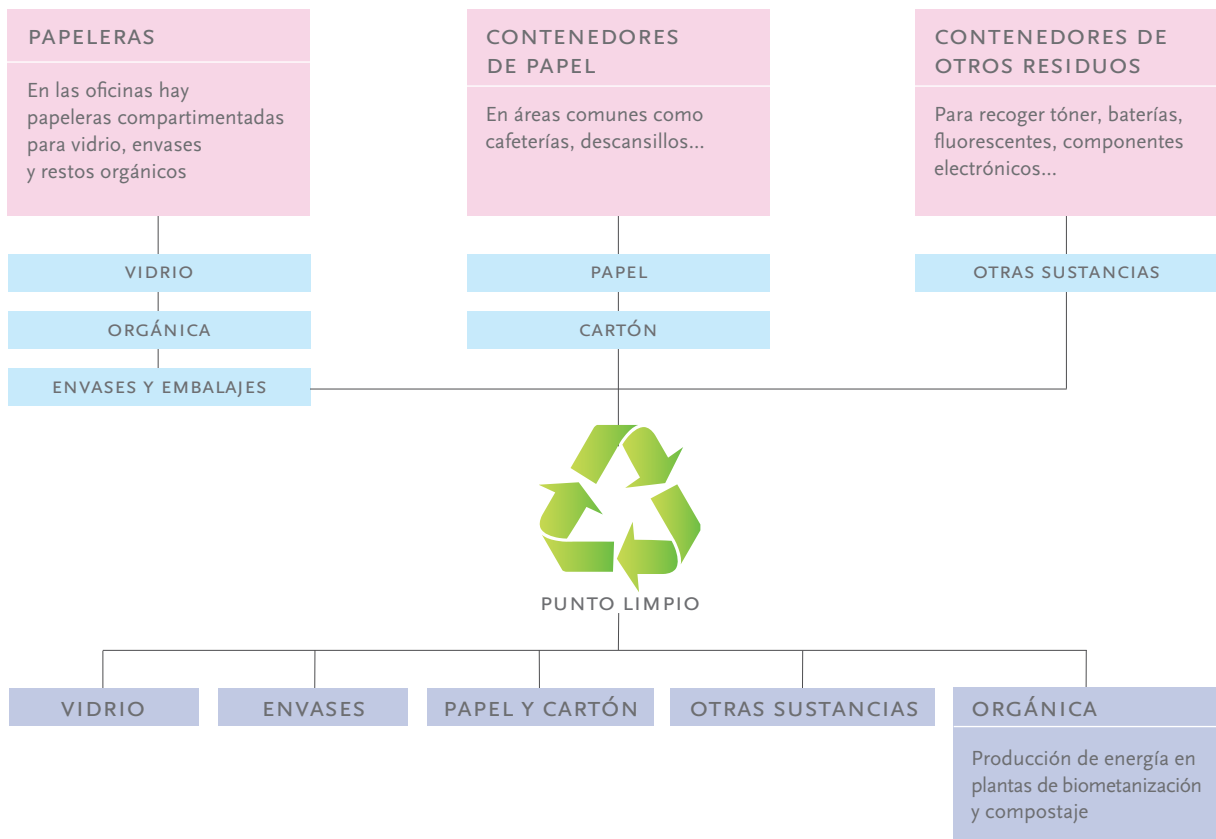 PAPELERAS
En las oficinas hay
papeleras compartimentadas
para vidrio, envases
y restos orgánicos
CONTENEDORES
DE PAPEL
En áreas comunes como
cafeterías, descansillos...
CONTENEDORES DE
OTROS RESIDUOS
Para recoger tóner, baterías,
fluorescentes, componentes
electrónicos...
VIDRIO
PAPEL
OTRAS SUSTANCIAS
ORGÁNICA
CARTÓN
ENVASES Y EMBALAJES
PUNTO LIMPIO
VIDRIO
ENVASES
PAPEL Y CARTÓN
OTRAS SUSTANCIAS
ORGÁNICA
Producción de energía en
plantas de biometanización
y compostaje